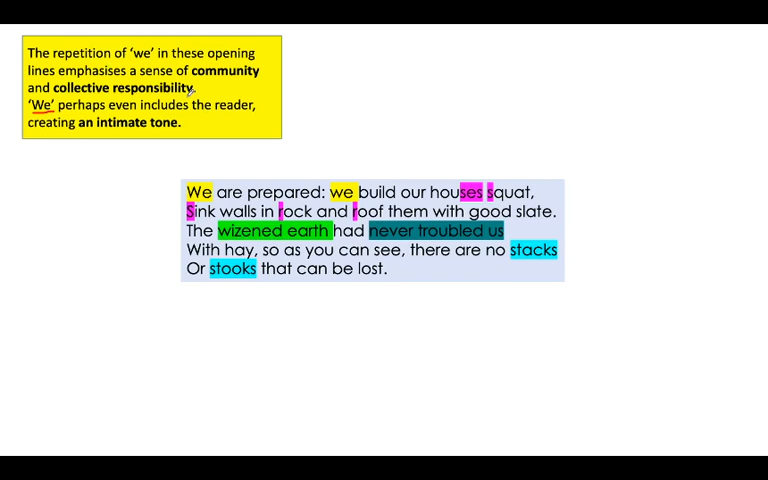 The repetition of ‘we’ in these opening
lines emphasises a sense of community
and collective responsibility.
‘We’ perhaps even includes the reader,
creating an intimate tone.
We are prepared: we build our houses squat,
Sink walls in rock and roof them with good slate.
The wizened earth had never troubled us
With hay, so as you can see, there are no stacks
Or stooks that can be lost.